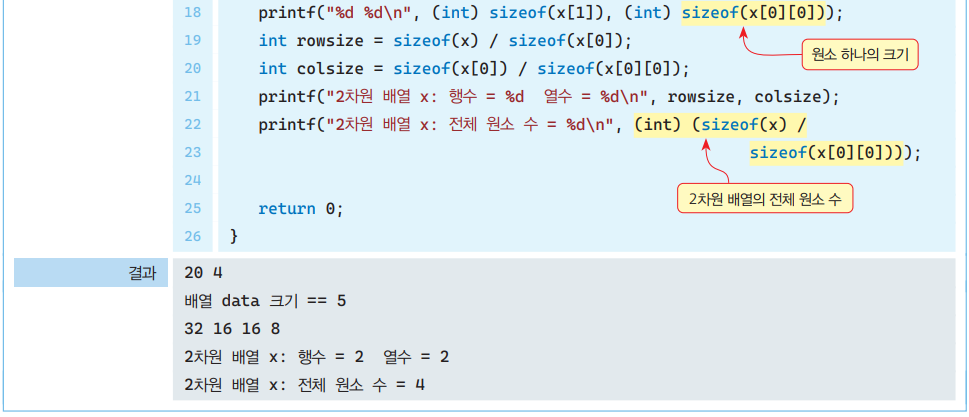 18 printf("%d %d\n", (int) sizeof(x[1]), (int) sizeof(x[0][0]));
19 int rowsize = sizeof(x) / sizeof(x[0]);
원소 하나의 크기
20 int colsize = sizeof(x[0]) / sizeof(x[0][0]);
21 printf("2차원 배열 x: 행수 = %d  열수 = %d\n", rowsize, colsize);
22 printf("2차원 배열 x: 전체 원소 수 = %d\n", (int) (sizeof(x) /
23 sizeof(x[0][0])));
24
2차원 배열의 전체 원소 수
25 return 0;
26 }
결과
20 4
배열 data 크기 == 5
32 16 16 8
2차원 배열 x: 행수 = 2  열수 = 2
2차원 배열 x: 전체 원소 수 = 4